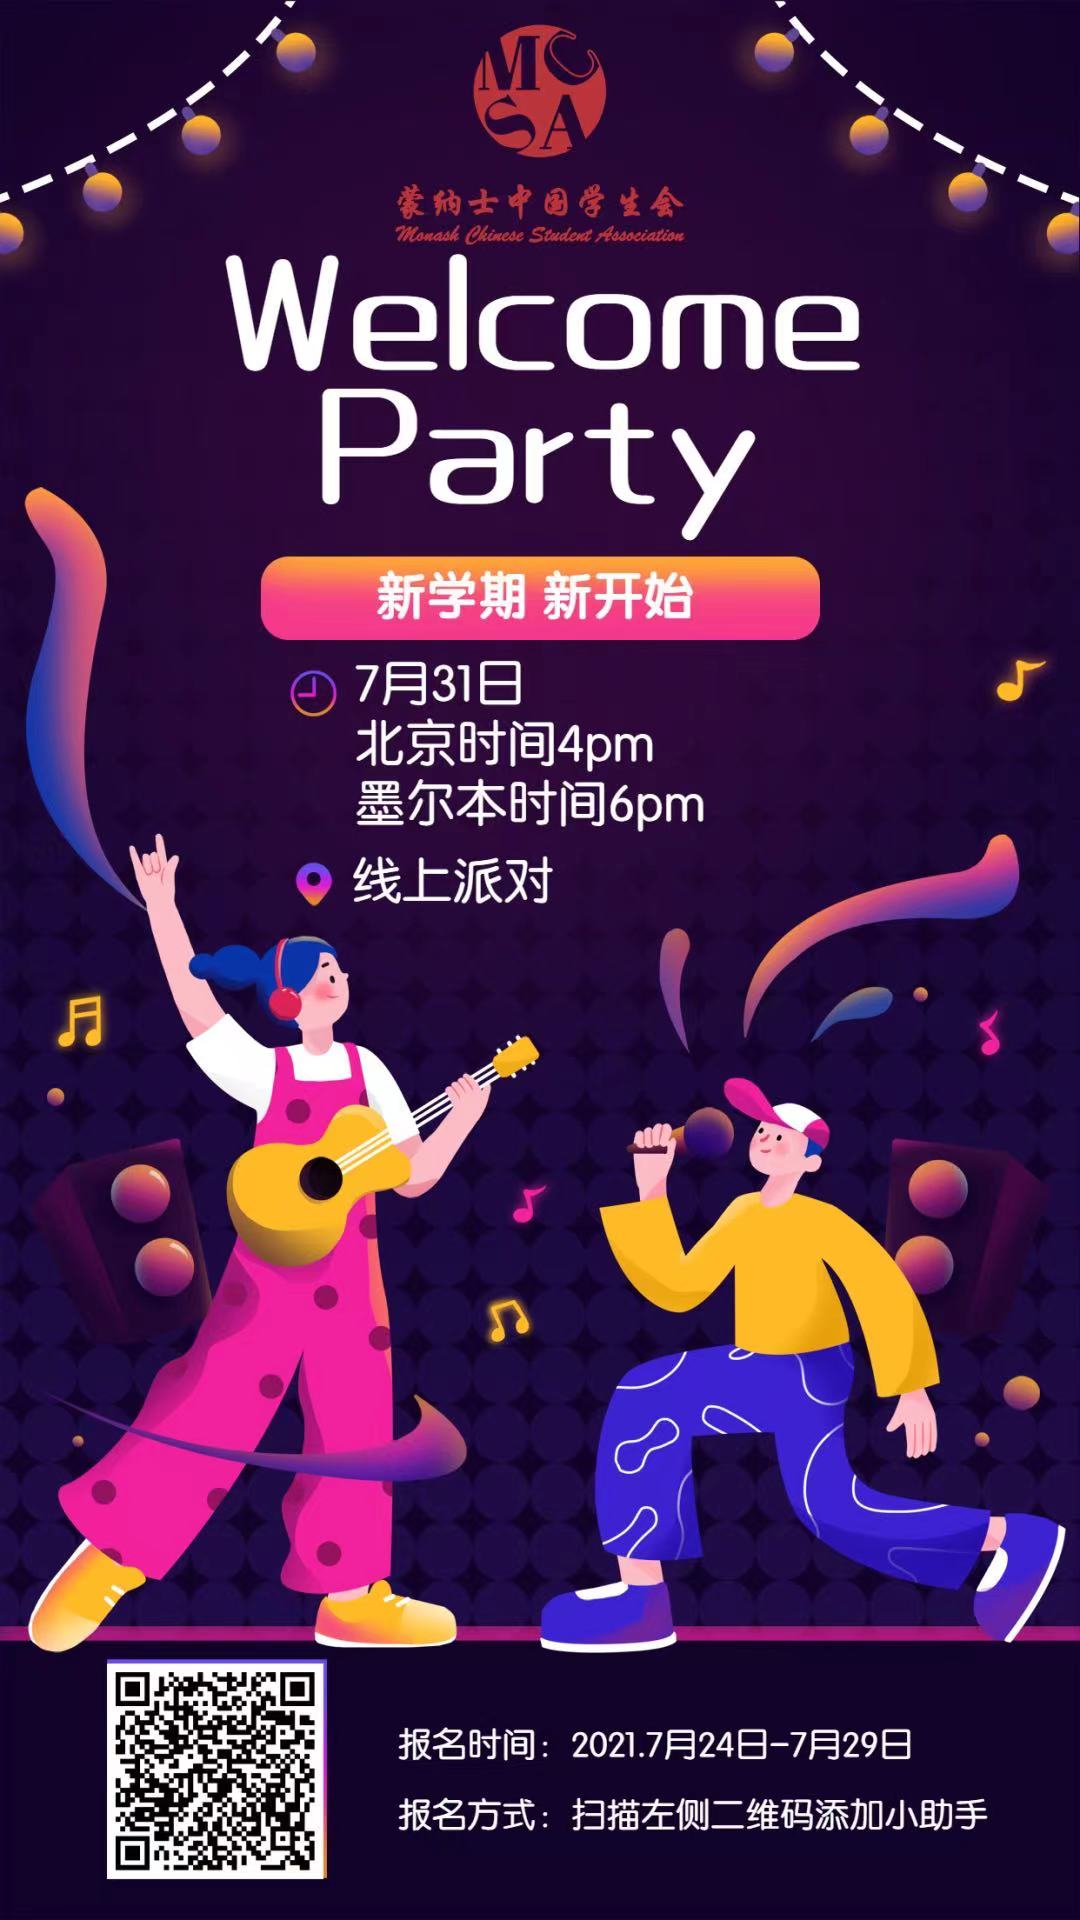 MCSA
蒙纳士中国学生会
Monash Chinese Student Association
Welcome
Party
新学期 新开始
7月31日
北京时间4pm
墨尔本时间6pm
线上派对
报名时间：2021.7月24日-7月29日
报名方式：扫描左侧二维码添加小助手